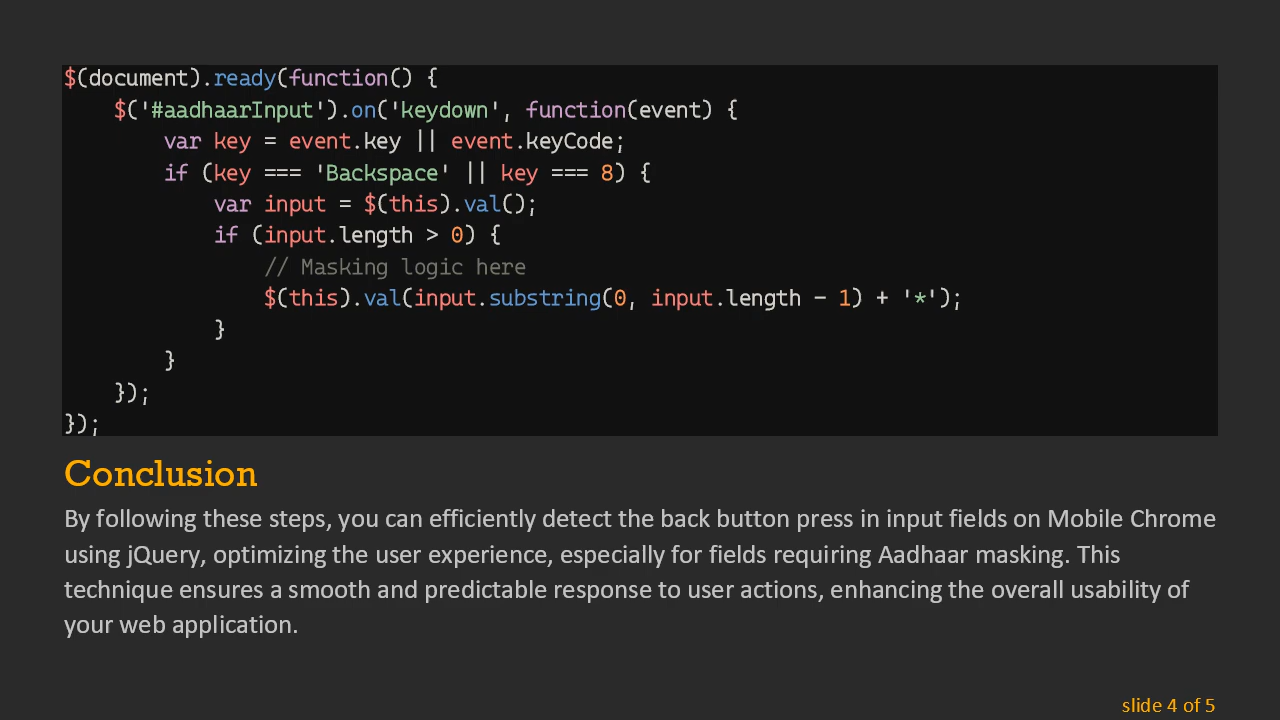 $(document).ready(function() {
    $('#aadhaarInput').on('keydown', function(event) {
        var key = event.key || event.keyCode;
        if (key === 'Backspace' || key === 8) {
            var input = $(this).val();
            if (input.length > 0) {
                // Masking logic here
                $(this).val(input.substring(0, input.length - 1) + '*');
            }
        }
    });
});
Conclusion
By following these steps, you can efficiently detect the back button press in input fields on Mobile Chrome
using jQuery, optimizing the user experience, especially for fields requiring Aadhaar masking. This
technique ensures a smooth and predictable response to user actions, enhancing the overall usability of
your web application.
slide 4 of 5